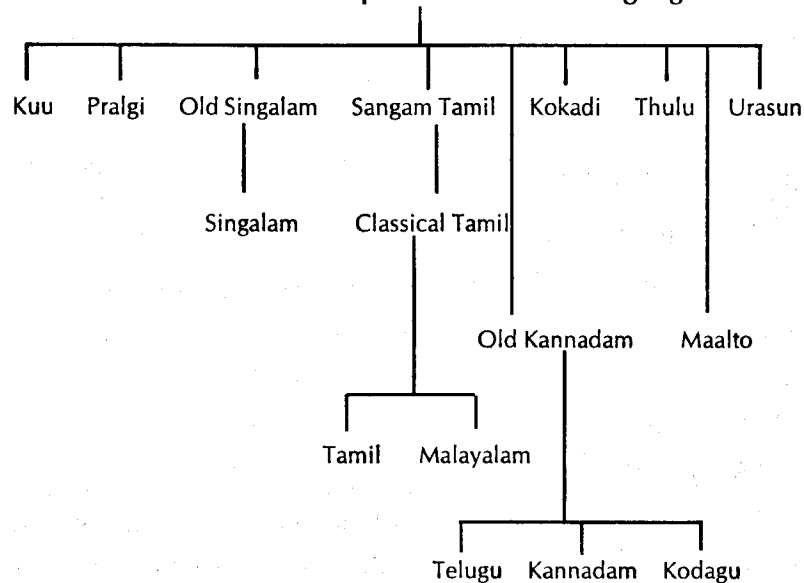 Kuu Pralgi Old Singalam Sangam Tamil Kokadi Thulu Urasun
Singalam Classical Tamil
Old Kannadam Maalto
Tamil Malayalam
Telugu Kannadam Kodagu